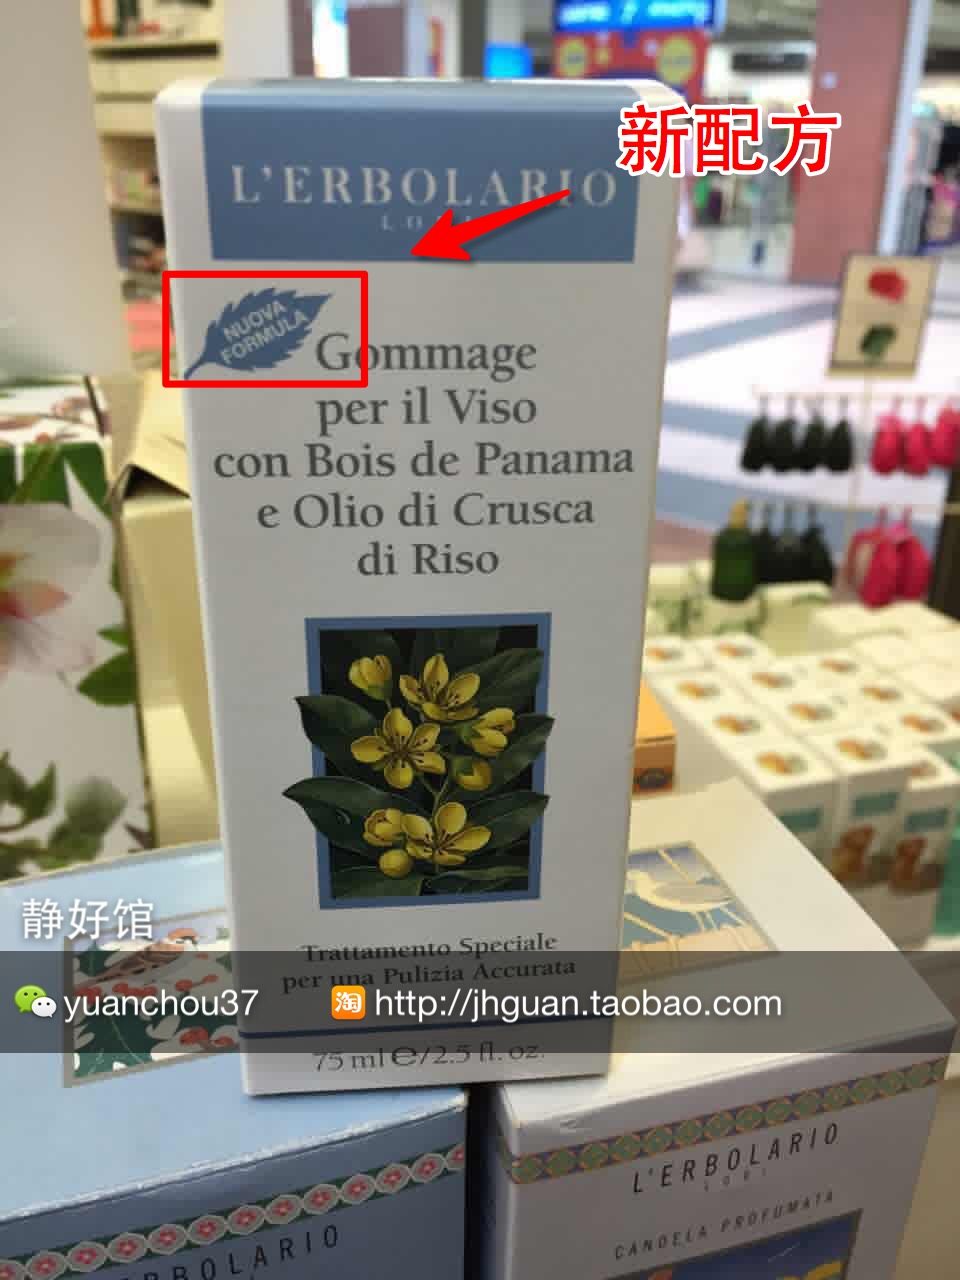 新配方
L'ERBOLARIO
NUOVA
FORMULA
Gommage
per il Viso
con Bois de Panama
e Olio di Crusca
di Riso
静好馆
Trattamento Speciale
per una Pulizia Accurata
yuanchou37
淘 http://jhguan.taobao.com
75 ml e/2.5 fl. oz.
L'ERBOLARIO
LODI
CANDELA PROFUMATA
ERBOLARIO